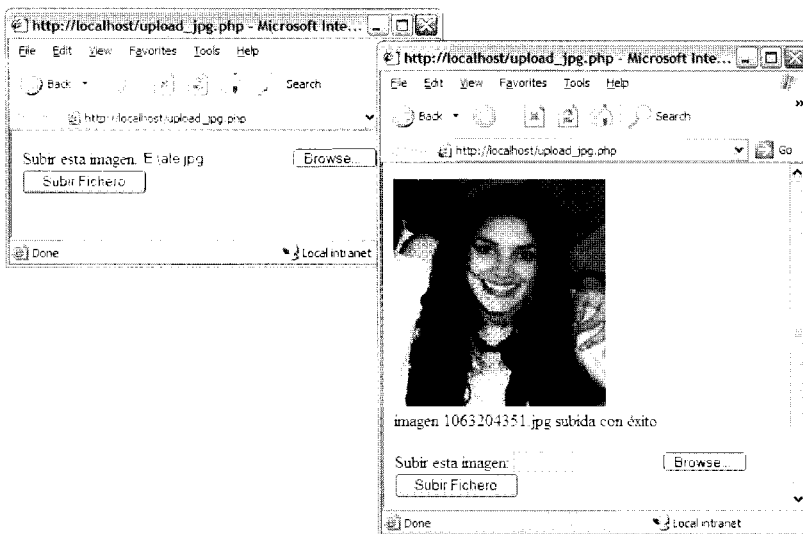 http://localhost/upload_jpg.php - Microsoft Inte...
File Edit View Favorites Tools Help
Back Search
http://localhost/upload_jpg.php
Subir esta imagen: E:\ale.jpg Browse...
Subir Fichero
Done Local intranet
http://localhost/upload_jpg.php - Microsoft Inte...
File Edit View Favorites Tools Help
Back Search
http://localhost/upload_jpg.php Go
imagen 1063204351.jpg subida con éxito
Subir esta imagen: Browse...
Subir Fichero
Done Local intranet